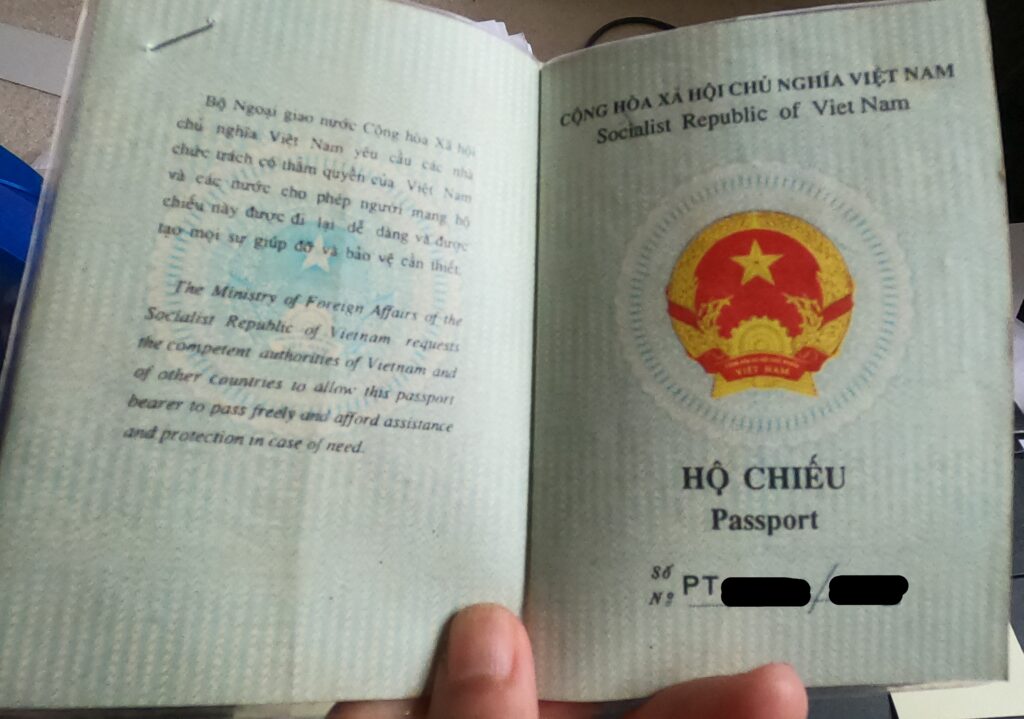 Bộ Ngoại giao nước Cộng hòa Xã hội
chủ nghĩa Việt Nam yêu cầu các nhà
chức trách có thẩm quyền của Việt Nam
và các nước cho phép người mang hộ
chiếu này được đi lại dễ dàng và được
tạo mọi sự giúp đỡ và bảo vệ cần thiết.
The Ministry of Foreign Affairs of the
Socialist Republic of Vietnam requests
the competent authorities of Vietnam and
of other countries to allow this passport
bearer to pass freely and afford assistance
and protection in case of need.
CỘNG HÒA XÃ HỘI CHỦ NGHĨA VIỆT NAM
Socialist Republic of Viet Nam
VIỆT NAM
HỘ CHIẾU
Passport
Số
Nº PT /